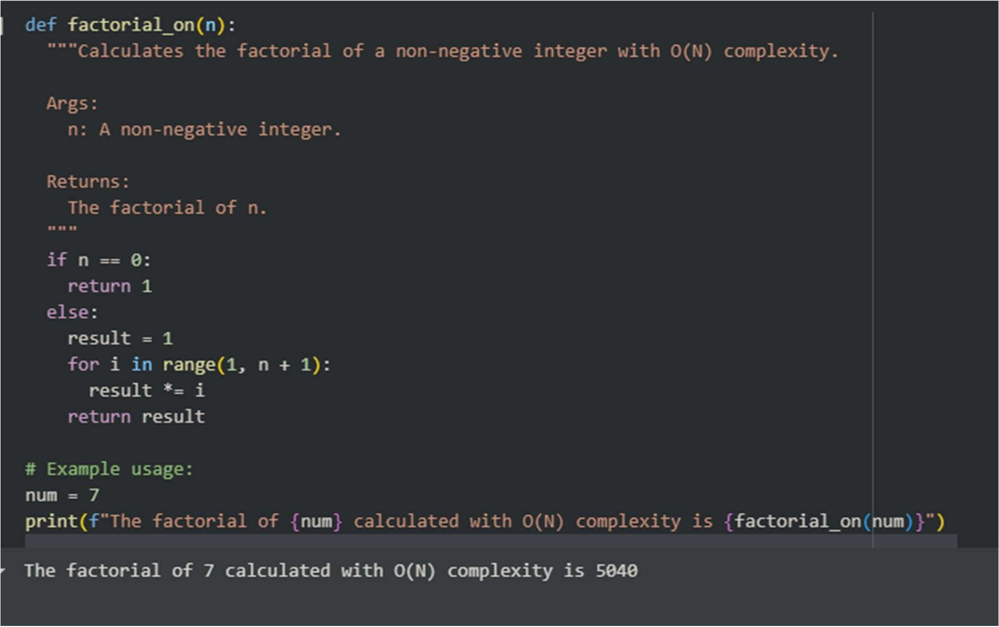 def factorial_on(n):
  """Calculates the factorial of a non-negative integer with O(N) complexity.

  Args:
    n: A non-negative integer.

  Returns:
    The factorial of n.
  """
  if n == 0:
    return 1
  else:
    result = 1
    for i in range(1, n + 1):
      result *= i
    return result

# Example usage:
num = 7
print(f"The factorial of {num} calculated with O(N) complexity is {factorial_on(num)}")
The factorial of 7 calculated with O(N) complexity is 5040